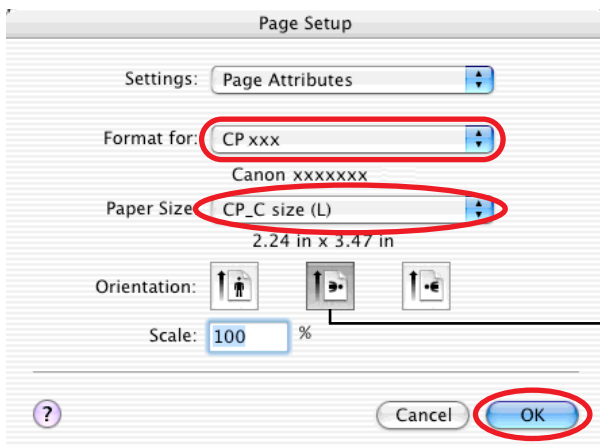 Page Setup
Settings: Page Attributes
Format for: CP xxx
Canon xxxxxxx
Paper Size CP_C size (L)
2.24 in x 3.47 in
Orientation:
Scale: 100 %
? Cancel OK